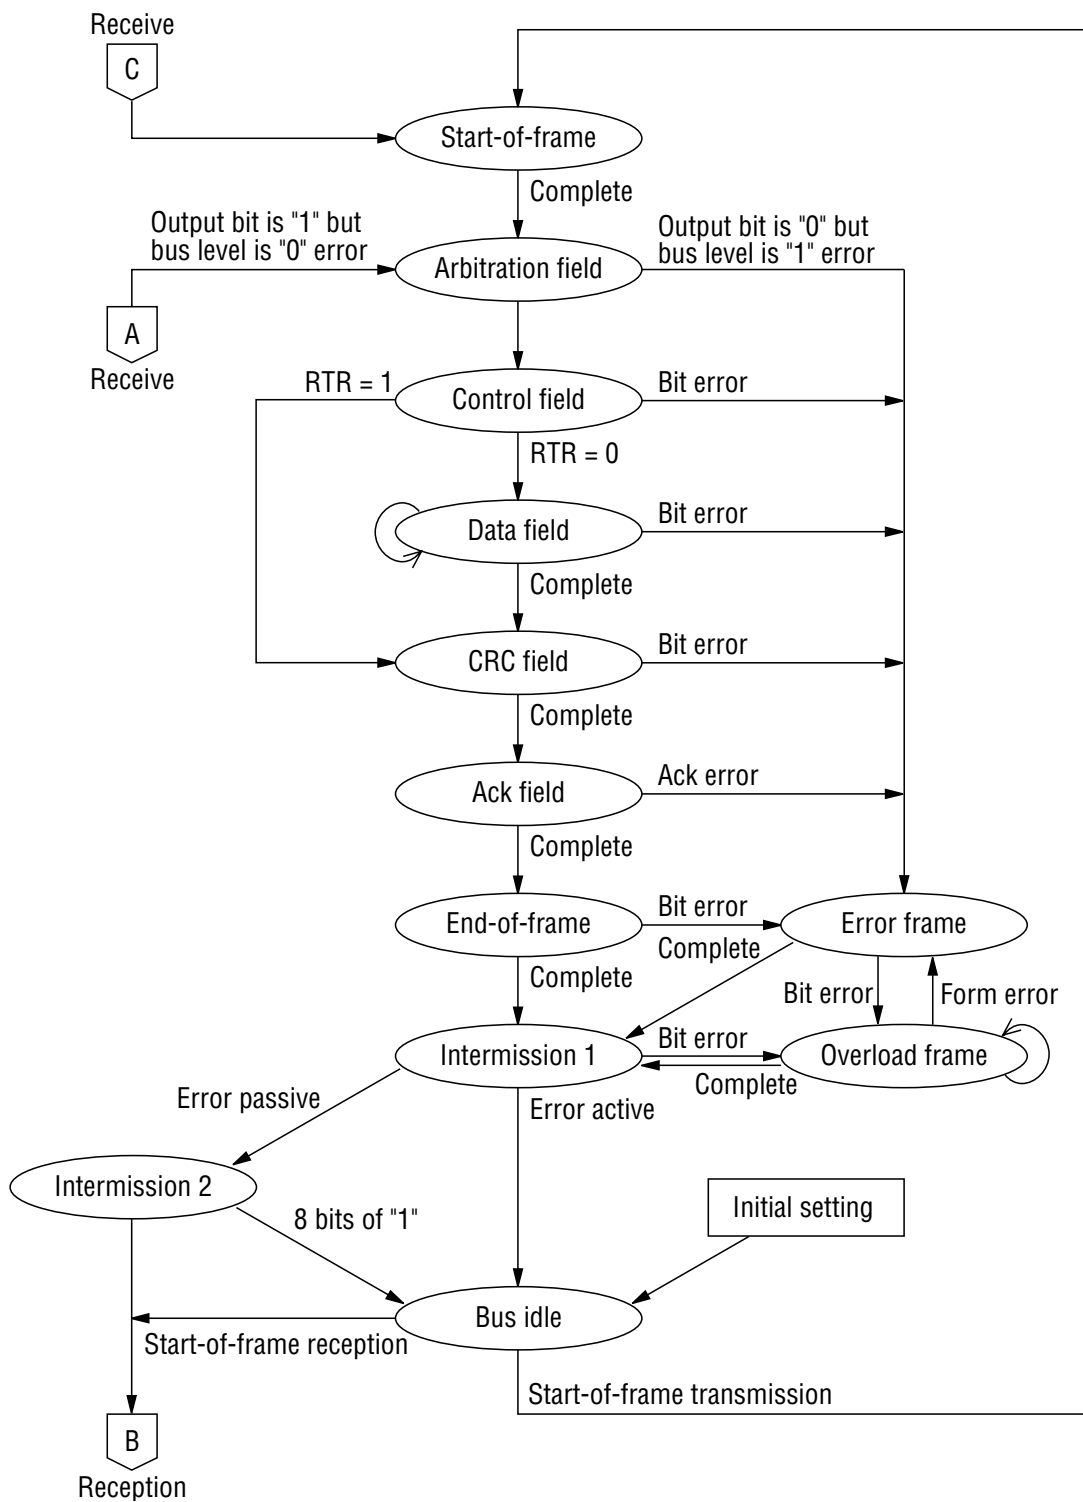 Receive
C
Start-of-frame
Complete
Output bit is "1" but
bus level is "0" error
Output bit is "0" but
bus level is "1" error
Arbitration field
A
Receive
RTR = 1
Control field
Bit error
RTR = 0
Data field
Bit error
Complete
CRC field
Bit error
Complete
Ack field
Ack error
Complete
End-of-frame
Bit error
Error frame
Complete
Complete
Bit error
Form error
Intermission 1
Bit error
Overload frame
Complete
Error passive
Error active
Intermission 2
8 bits of "1"
Initial setting
Bus idle
Start-of-frame reception
Start-of-frame transmission
B
Reception